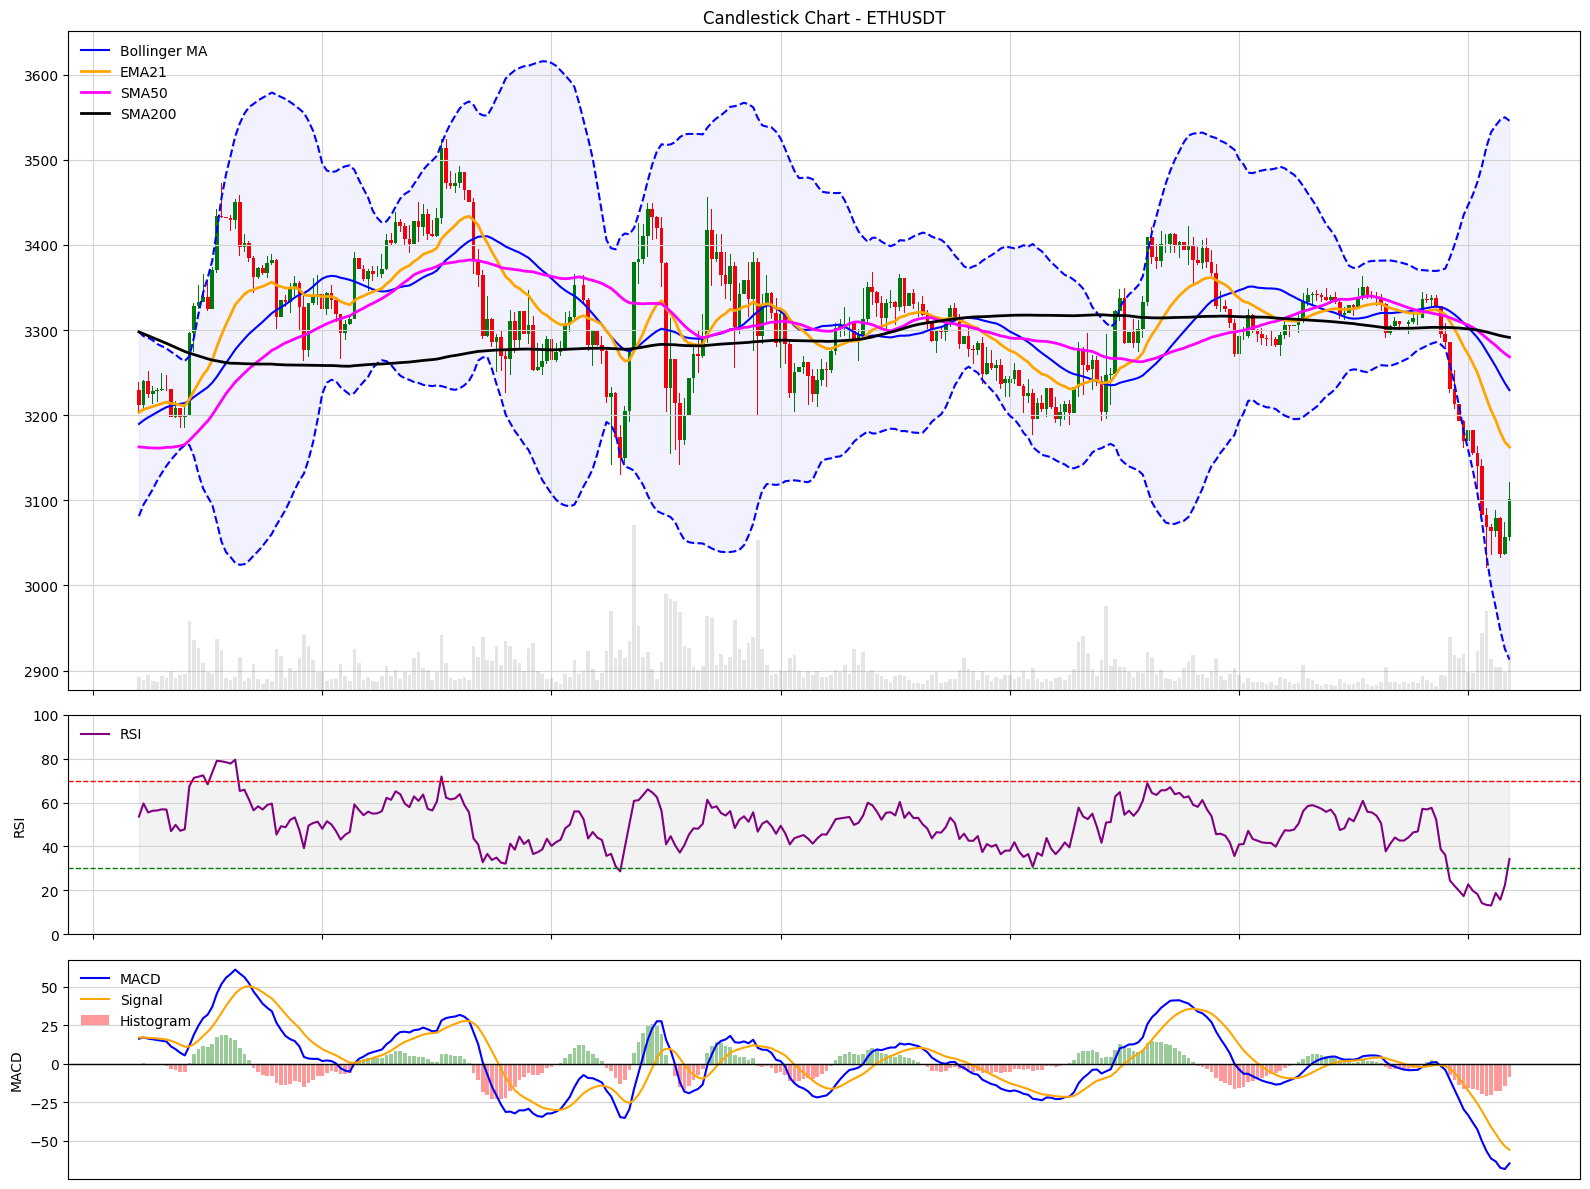 Candlestick Chart - ETHUSDT
Bollinger MA
EMA21
SMA50
SMA200
3600
3500
3400
3300
3200
3100
3000
2900
RSI
RSI
100
80
60
40
20
0
MACD
Signal
Histogram
MACD
50
25
0
−25
−50